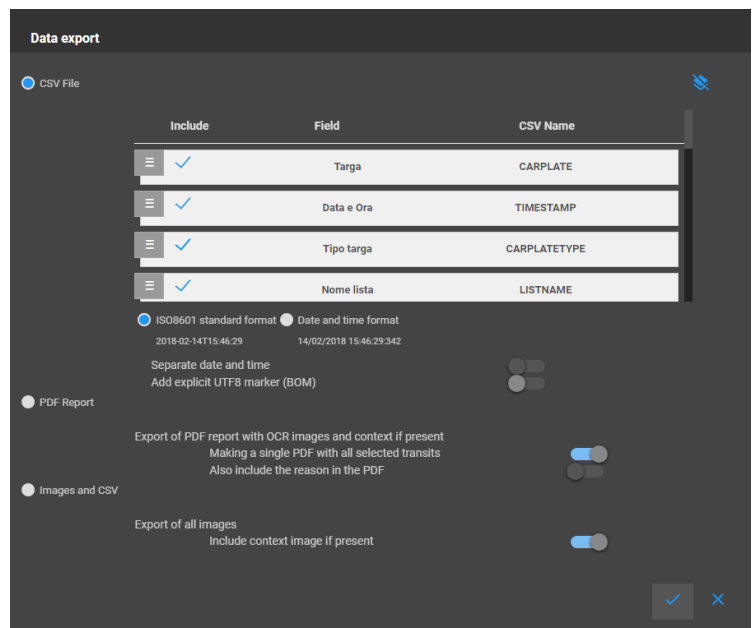 Data export
CSV File
Include Field CSV Name
Targa CARPLATE
Data e Ora TIMESTAMP
Tipo targa CARPLATETYPE
Nome lista LISTNAME
ISO8601 standard format Date and time format
2018-02-14T15:46:29 14/02/2018 15:46:29:342
Separate date and time
Add explicit UTF8 marker (BOM)
PDF Report
Export of PDF report with OCR images and context if present
Making a single PDF with all selected transits
Also include the reason in the PDF
Images and CSV
Export of all images
Include context image if present